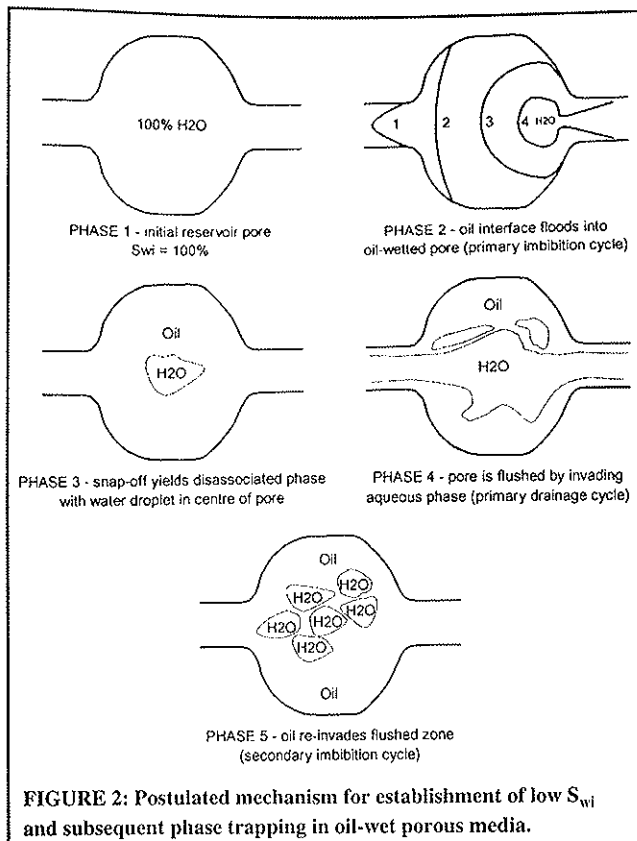 100% H2O
PHASE 1 - initial reservoir pore
Swi = 100%
1
2
3
4
H2O
PHASE 2 - oil interface floods into
oil-wetted pore (primary imbibition cycle)
Oil
H2O
PHASE 3 - snap-off yields disassociated phase
with water droplet in centre of pore
Oil
H2O
PHASE 4 - pore is flushed by invading
aqueous phase (primary drainage cycle)
Oil
H2O
H2O
H2O
H2O
H2O
H2O
Oil
PHASE 5 - oil re-invades flushed zone
(secondary imbibition cycle)
FIGURE 2: Postulated mechanism for establishment of low Swi
and subsequent phase trapping in oil-wet porous media.